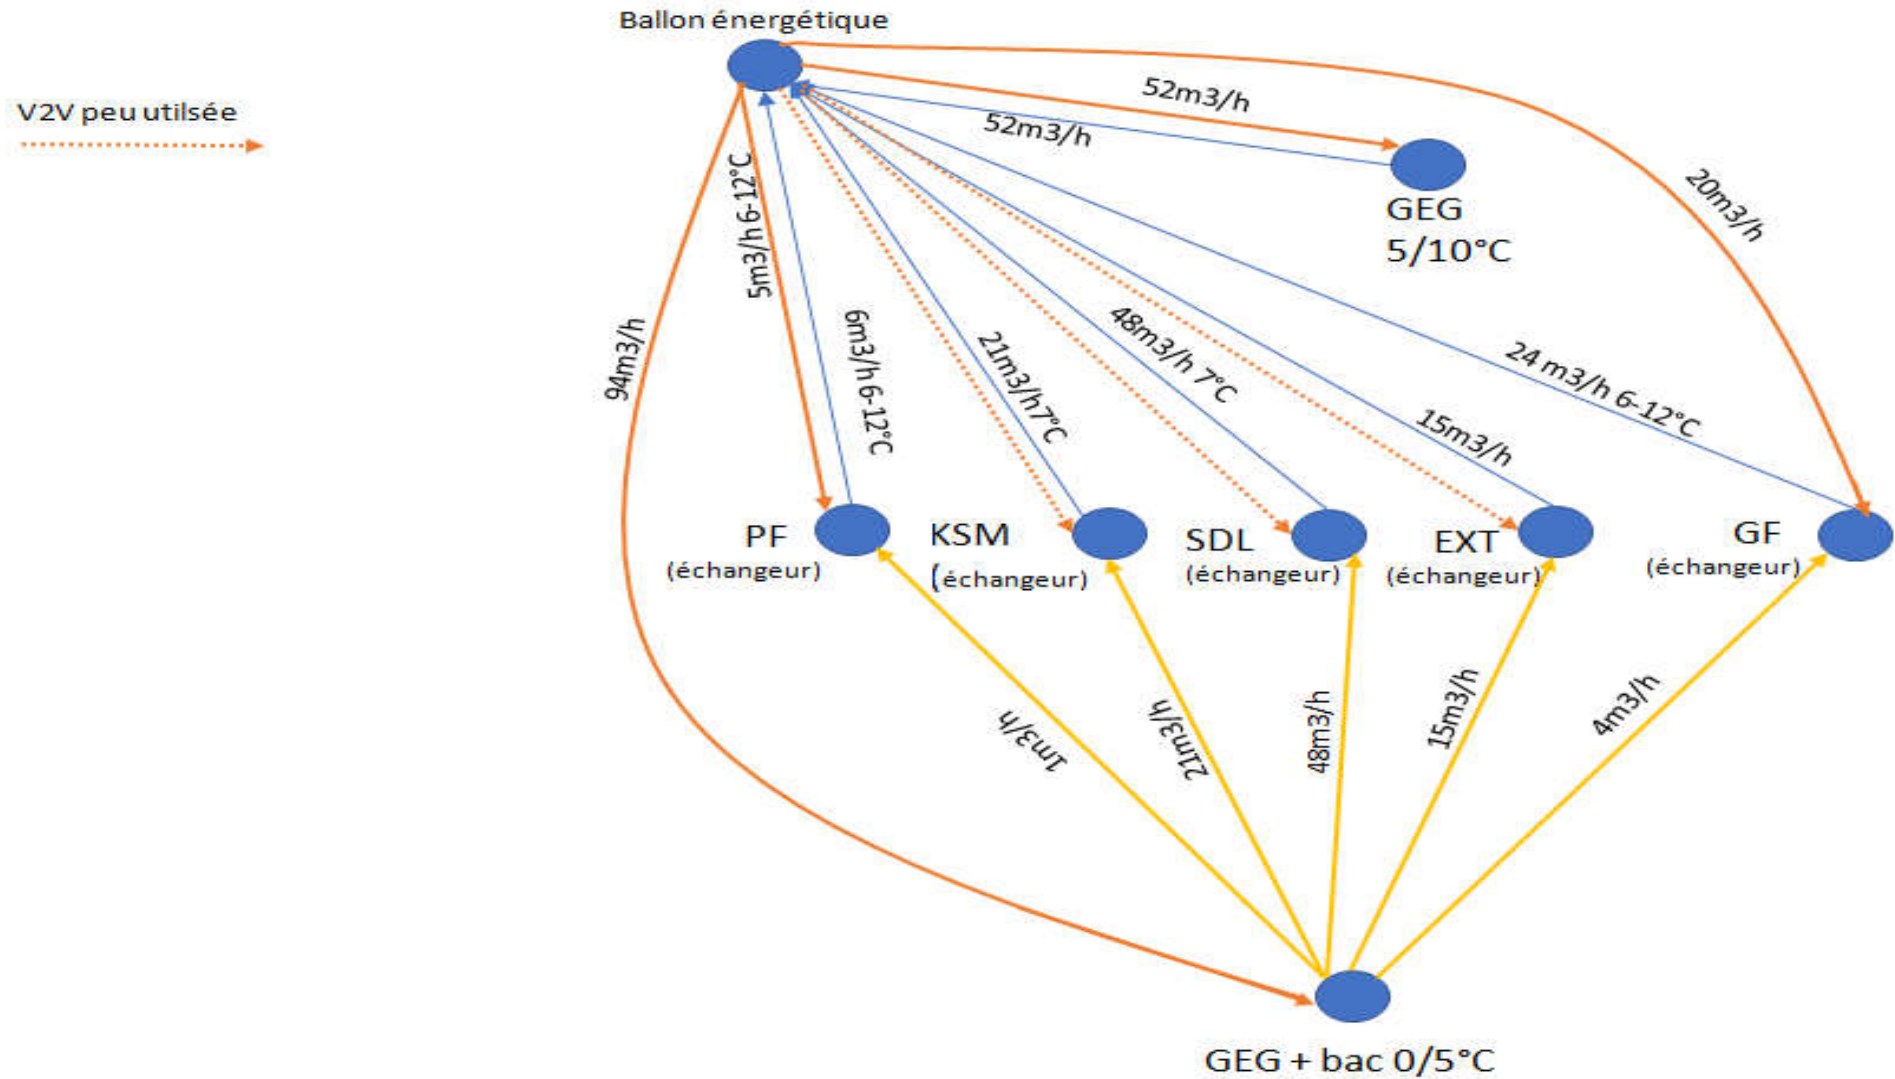 Ballon énergétique
V2V peu utilsée
52m3/h
52m3/h
GEG
5/10°C
20m3/h
5m3/h 6-12°C
94m3/h
6m3/h 6-12°C
21m3/h7°C
48m3/h 7°C
15m3/h
24 m3/h 6-12°C
PF
(échangeur)
KSM
(échangeur)
SDL
(échangeur)
EXT
(échangeur)
GF
(échangeur)
1m3/h
21m3/h
48m3/h
15m3/h
4m3/h
GEG + bac 0/5°C